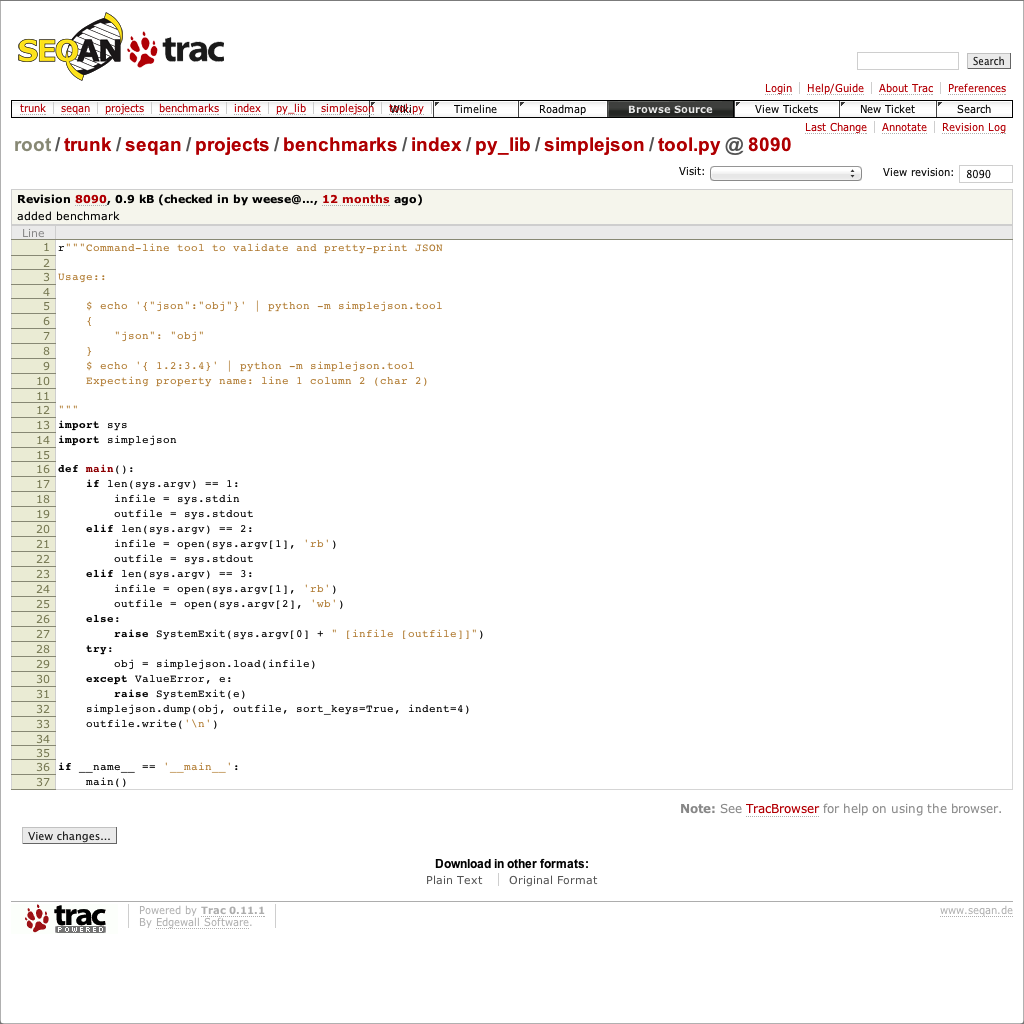 SEQAN trac
Search
Login Help/Guide About Trac Preferences
trunk seqan projects benchmarks index py_lib simplejson tool.py Wiki Timeline Roadmap Browse Source View Tickets New Ticket Search
Last Change Annotate Revision Log
root / trunk / seqan / projects / benchmarks / index / py_lib / simplejson / tool.py @ 8090
Visit: View revision: 8090
Revision 8090, 0.9 kB (checked in by weese@..., 12 months ago)
added benchmark
Line
1 r"""Command-line tool to validate and pretty-print JSON
2
3 Usage::
4
5     $ echo '{"json":"obj"}' | python -m simplejson.tool
6     {
7         "json": "obj"
8     }
9     $ echo '{ 1.2:3.4}' | python -m simplejson.tool
10     Expecting property name: line 1 column 2 (char 2)
11
12 """
13 import sys
14 import simplejson
15
16 def main():
17     if len(sys.argv) == 1:
18         infile = sys.stdin
19         outfile = sys.stdout
20     elif len(sys.argv) == 2:
21         infile = open(sys.argv[1], 'rb')
22         outfile = sys.stdout
23     elif len(sys.argv) == 3:
24         infile = open(sys.argv[1], 'rb')
25         outfile = open(sys.argv[2], 'wb')
26     else:
27         raise SystemExit(sys.argv[0] + " [infile [outfile]]")
28     try:
29         obj = simplejson.load(infile)
30     except ValueError, e:
31         raise SystemExit(e)
32     simplejson.dump(obj, outfile, sort_keys=True, indent=4)
33     outfile.write('\n')
34
35
36 if __name__ == '__main__':
37     main()
Note: See TracBrowser for help on using the browser.
View changes...
Download in other formats:
Plain Text Original Format
trac POWERED
Powered by Trac 0.11.1
By Edgewall Software.
www.seqan.de